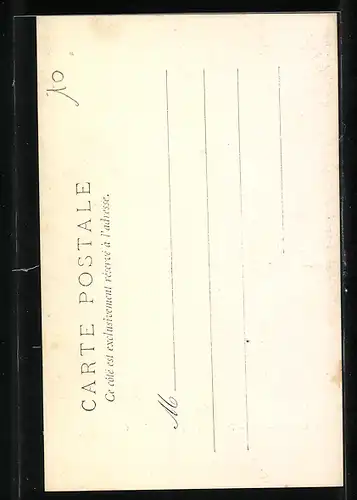 10
CARTE POSTALE
Ce côté est exclusivement réservé à l'adresse.
M